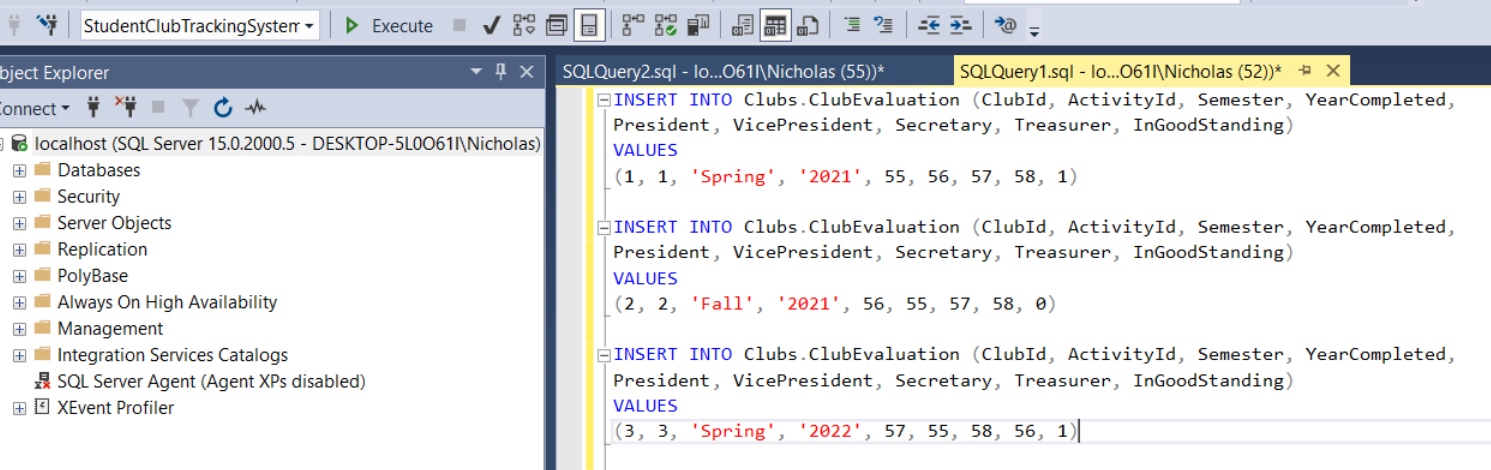 StudentClubTrackingSystem
Execute
bject Explorer
SQLQuery2.sql - lo...O61I\Nicholas (55))*
SQLQuery1.sql - lo...O61I\Nicholas (52))*
onnect
localhost (SQL Server 15.0.2000.5 - DESKTOP-5L0O61I\Nicholas)
Databases
Security
Server Objects
Replication
PolyBase
Always On High Availability
Management
Integration Services Catalogs
SQL Server Agent (Agent XPs disabled)
XEvent Profiler
INSERT INTO Clubs.ClubEvaluation (ClubId, ActivityId, Semester, YearCompleted,
President, VicePresident, Secretary, Treasurer, InGoodStanding)
VALUES
(1, 1, 'Spring', '2021', 55, 56, 57, 58, 1)
INSERT INTO Clubs.ClubEvaluation (ClubId, ActivityId, Semester, YearCompleted,
President, VicePresident, Secretary, Treasurer, InGoodStanding)
VALUES
(2, 2, 'Fall', '2021', 56, 55, 57, 58, 0)
INSERT INTO Clubs.ClubEvaluation (ClubId, ActivityId, Semester, YearCompleted,
President, VicePresident, Secretary, Treasurer, InGoodStanding)
VALUES
(3, 3, 'Spring', '2022', 57, 55, 58, 56, 1)